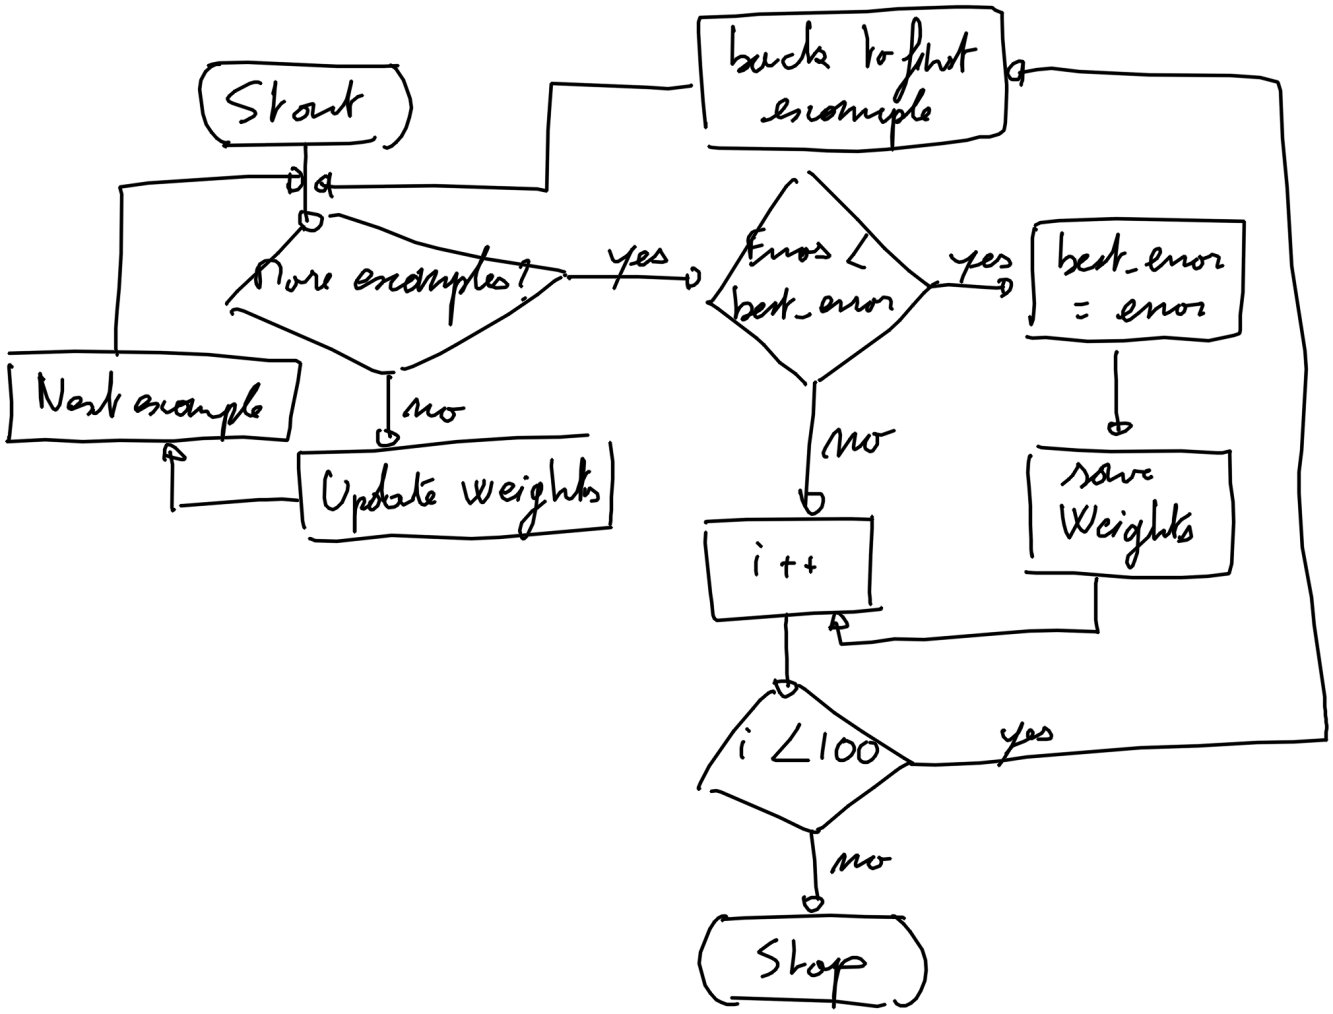 Start
back to first
example
More examples?
yes
Error <
best_error
yes
best_error
= error
Next example
no
Update weights
no
save
Weights
i ++
i < 100
yes
no
Stop